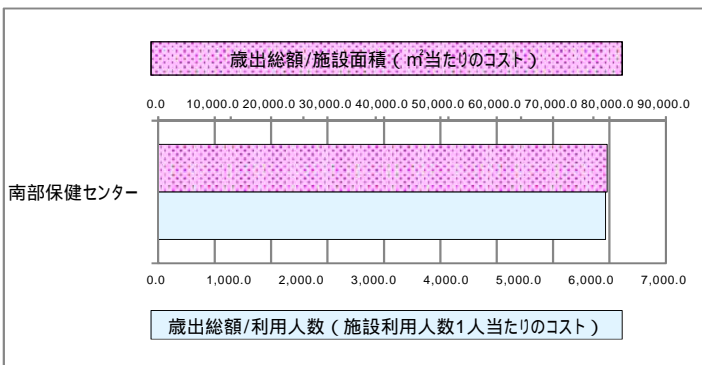 歳出総額/施設面積(㎡当たりのコスト)
0.0 10,000.0 20,000.0 30,000.0 40,000.0 50,000.0 60,000.0 70,000.0 80,000.0 90,000.0
南部保健センター
0.0 1,000.0 2,000.0 3,000.0 4,000.0 5,000.0 6,000.0 7,000.0
歳出総額/利用人数(施設利用人数1人当たりのコスト)